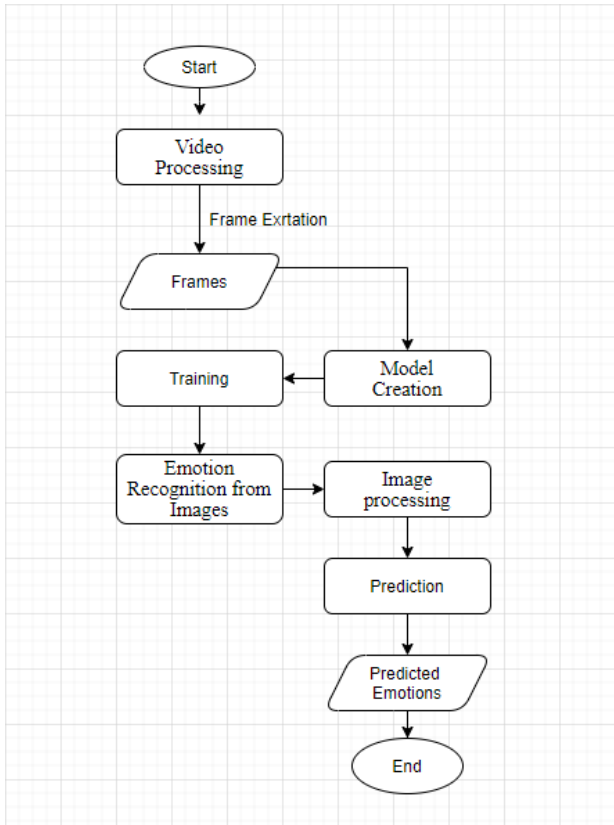 Start
Video
Processing
Frame Exrtation
Frames
Training
Model
Creation
Emotion
Recognition from
Images
Image
processing
Prediction
Predicted
Emotions
End